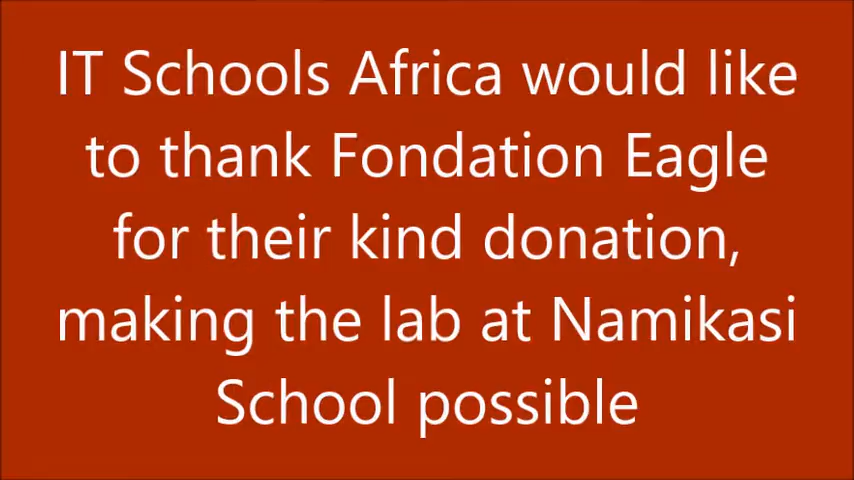 IT Schools Africa would like
to thank Fondation Eagle
for their kind donation,
making the lab at Namikasi
School possible